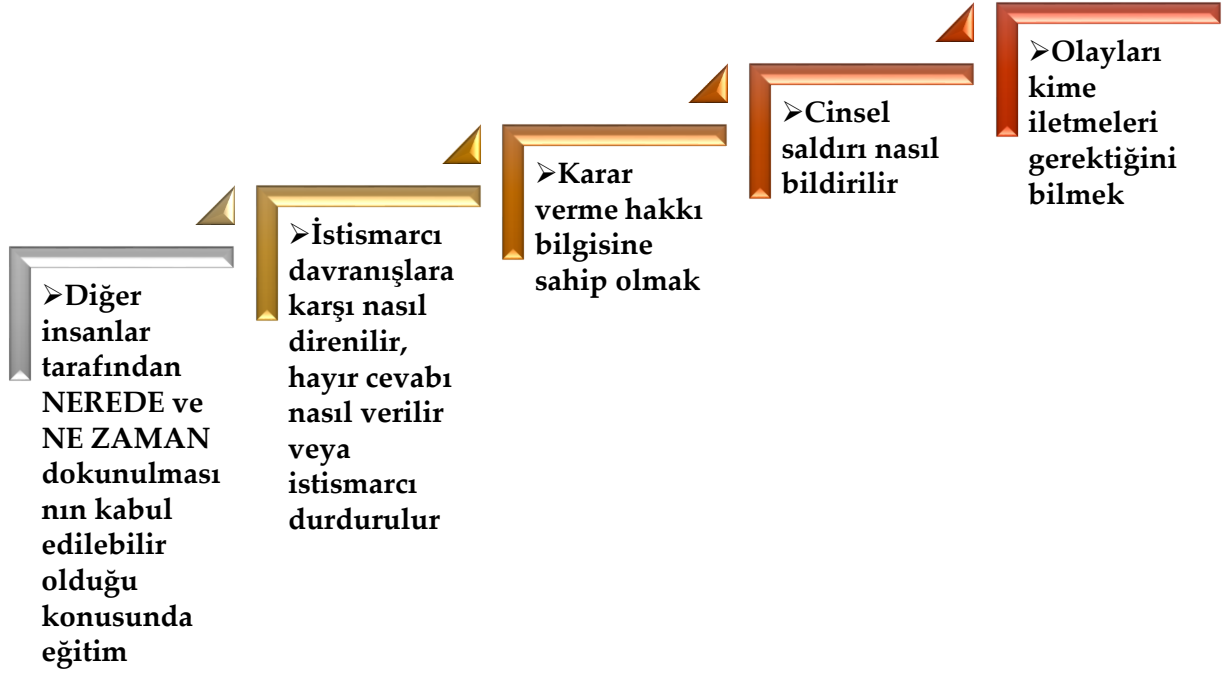 ➢Diğer
insanlar
tarafından
NEREDE ve
NE ZAMAN
dokunulması
nın kabul
edilebilir
olduğu
konusunda
eğitim
➢İstismarcı
davranışlara
karşı nasıl
direnilir,
hayır cevabı
nasıl verilir
veya
istismarcı
durdurulur
➢Karar
verme hakkı
bilgisine
sahip olmak
➢Cinsel
saldırı nasıl
bildirilir
➢Olayları
kime
iletmeleri
gerektiğini
bilmek